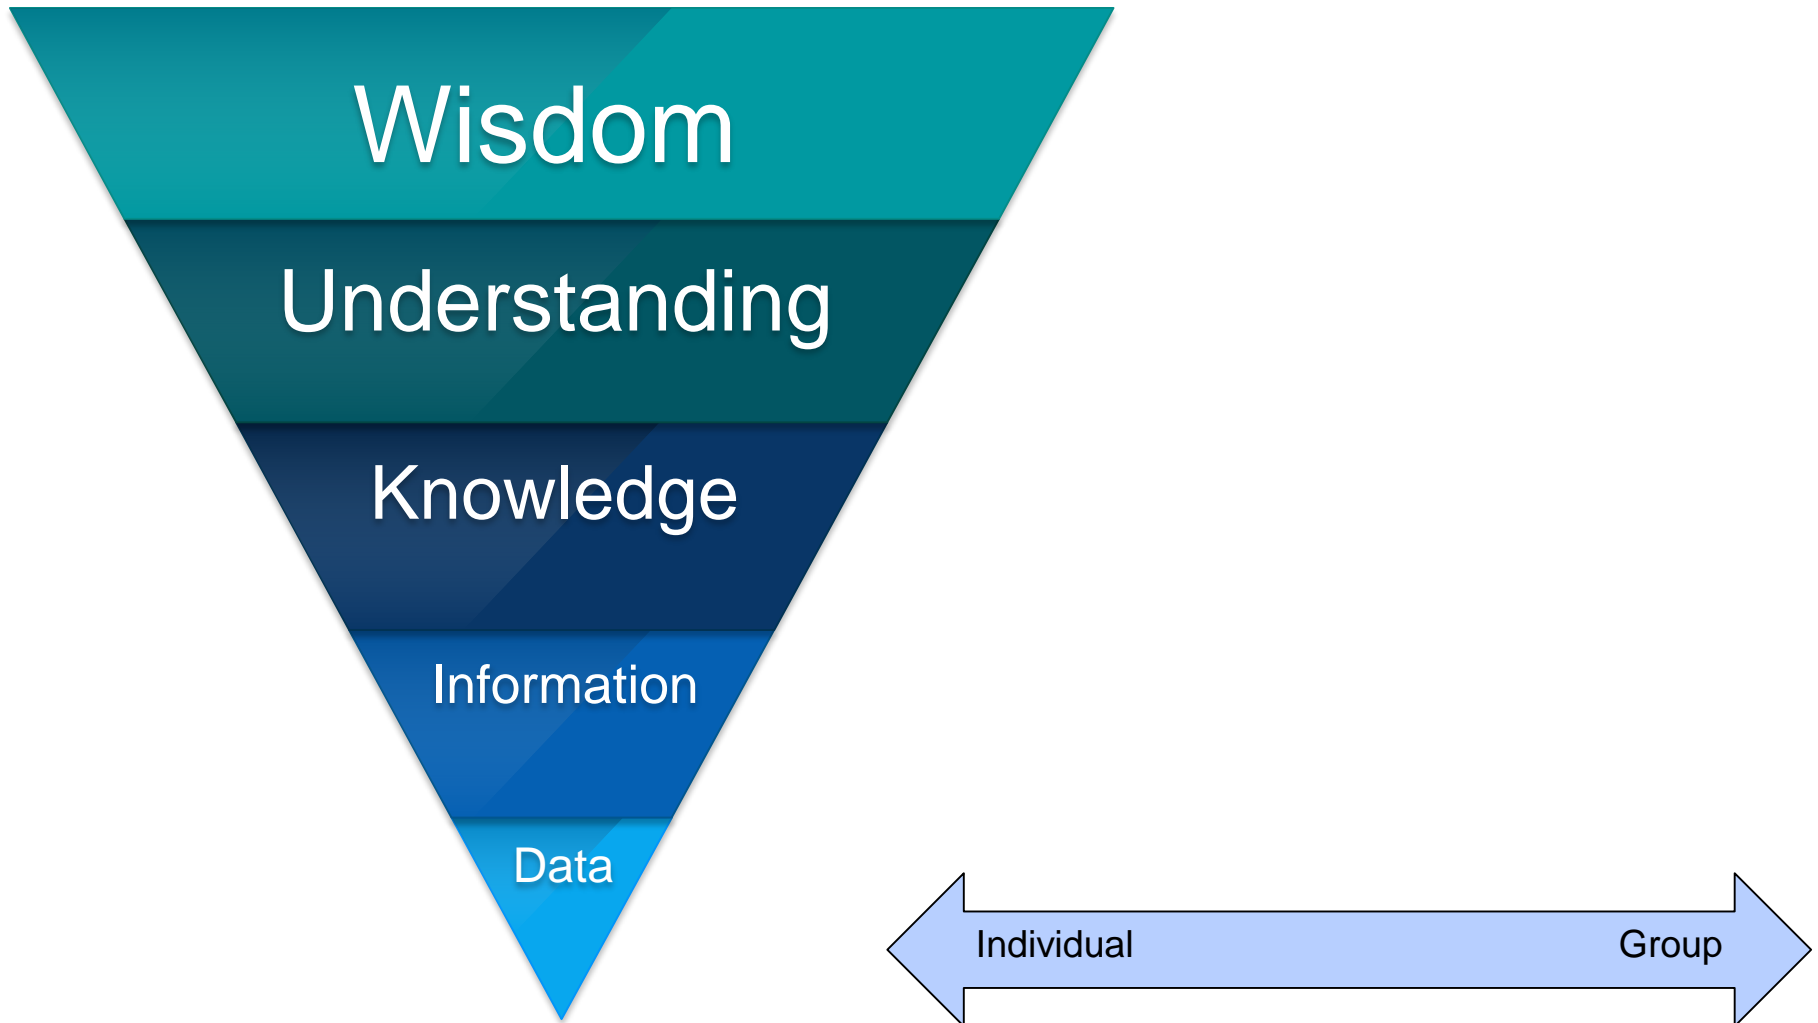 Wisdom
Understanding
Knowledge
Information
Data
Individual Group